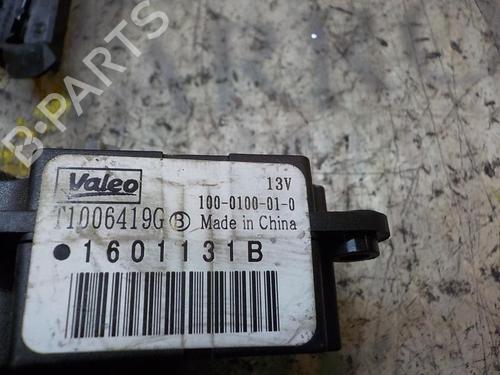 Valeo
13V
100-0100-01-0
T1006419G B Made in China
1601131B
B-PARTS